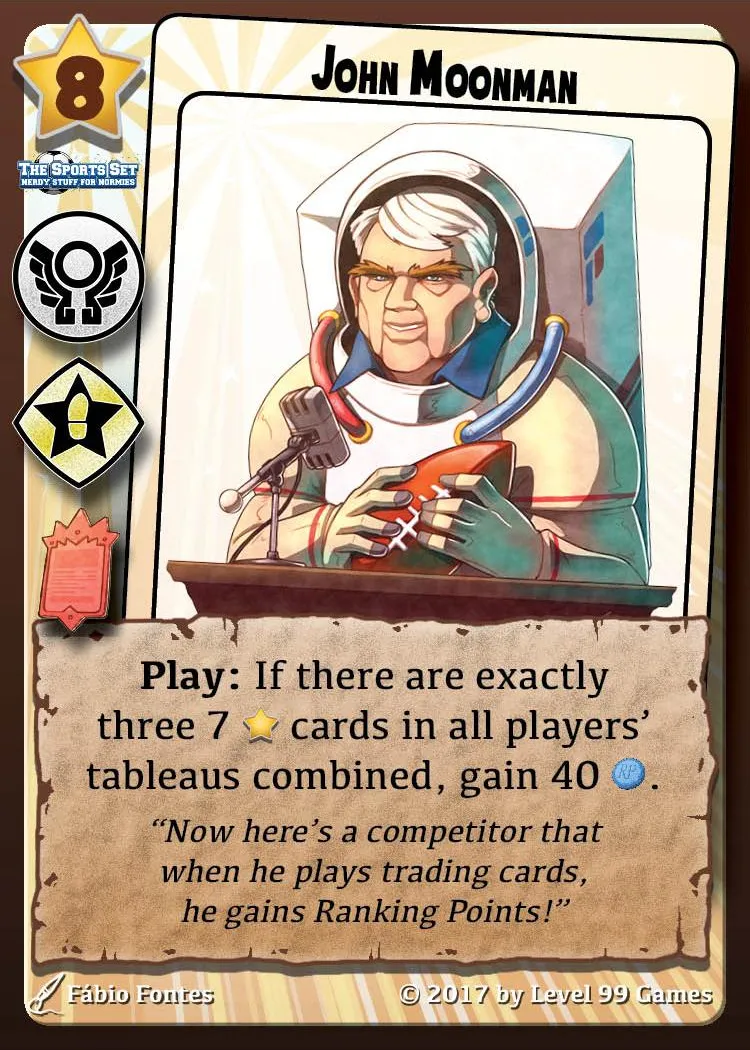 8
JOHN MOONMAN
THE SPORTS SET
NERDY STUFF FOR NORMIES
Play: If there are exactly
three 7 cards in all players’
tableaus combined, gain 40 RP.
“Now here’s a competitor that
when he plays trading cards,
he gains Ranking Points!”
Fábio Fontes
© 2017 by Level 99 Games